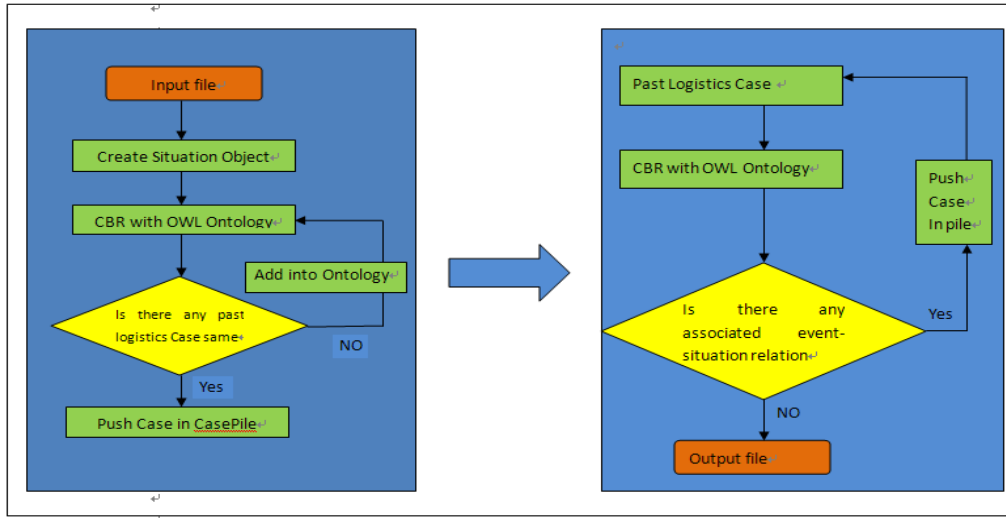 Input file
Create Situation Object
CBR with OWL Ontology
Add into Ontology
Is there any past
logistics Case same
NO
Yes
Push Case in CasePile
Past Logistics Case
CBR with OWL Ontology
Push
Case
In pile
Is there any
associated event-
situation relation
Yes
NO
Output file